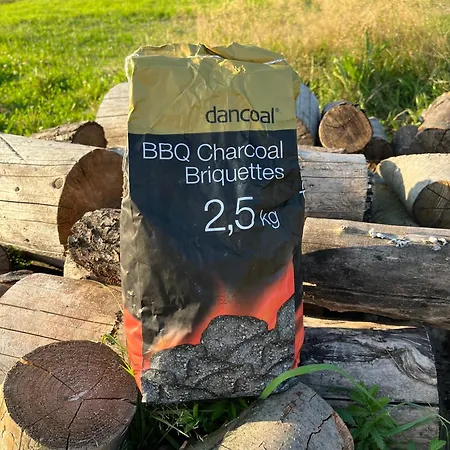 dancoal®
BBQ Charcoal
Briquettes
2,5 kg